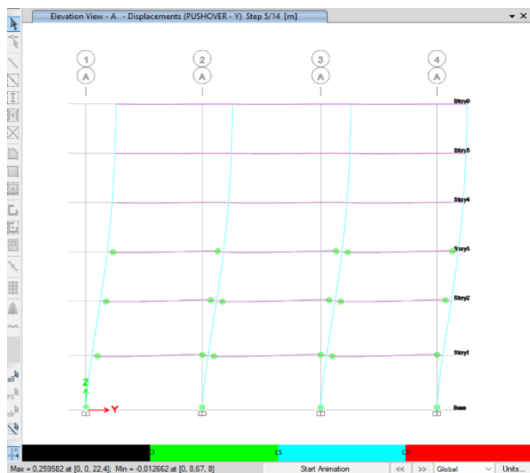 Elevation View - A - Displacements (PUSHOVER - Y) Step 5/14 [m]
1 2 3 4
A A A A
Story5
Story4
Story3
Story2
Story1
Z
Y
Base
all
LS CP
Max = 0.259582 at [0, 0, 22.4]; Min = -0.012662 at [0, 8.67, 8] Start Animation << >> Global Units...